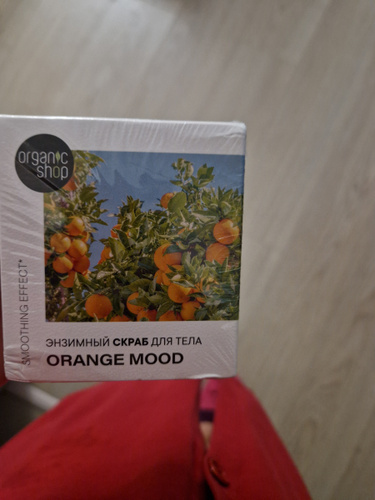 organic
shop
SMOOTHING EFFECT*
ЭНЗИМНЫЙ СКРАБ ДЛЯ ТЕЛА
ORANGE MOOD